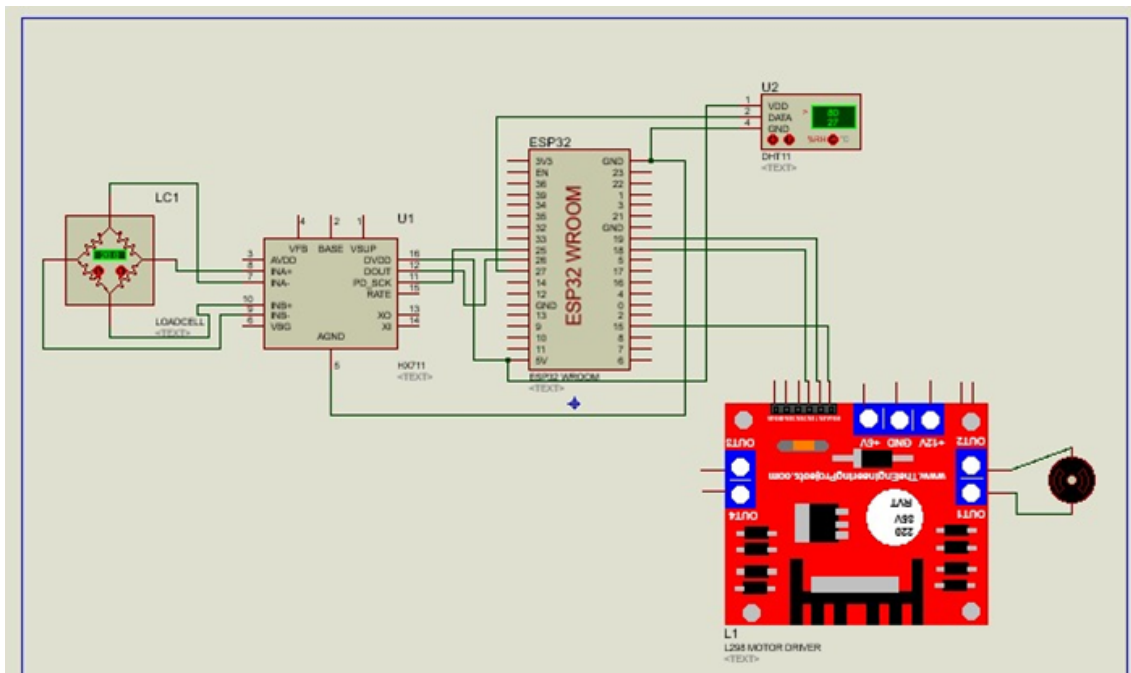 U2
1 VDD
2 DATA
4 GND
80
27
%RH °C
DHT11
<TEXT>
ESP32
3V3 GND
EN 23
36 22
39 1
34 3
35 21
32 GND
33 19
25 18
26 5
27 17
14 16
12 4
GND 0
13 2
9 15
10 8
11 7
5V 6
ESP32 WROOM
ESP32 WROOM
<TEXT>
LC1
LOADCELL
<TEXT>
U1
4 2 1
VFB BASE VSUP
3 AVDD DVDD 16
8 INA+ DOUT 12
7 INA- PD_SCK 11
RATE 15
10 INB+
9 INB- XO 13
6 VBG XI 14
AGND
5
HX711
<TEXT>
OUT3 +5V GND +12V OUT2
www.TheEngineeringProjects.com
OUT4 OUT1
220
35V
RVT
L1
L298 MOTOR DRIVER
<TEXT>